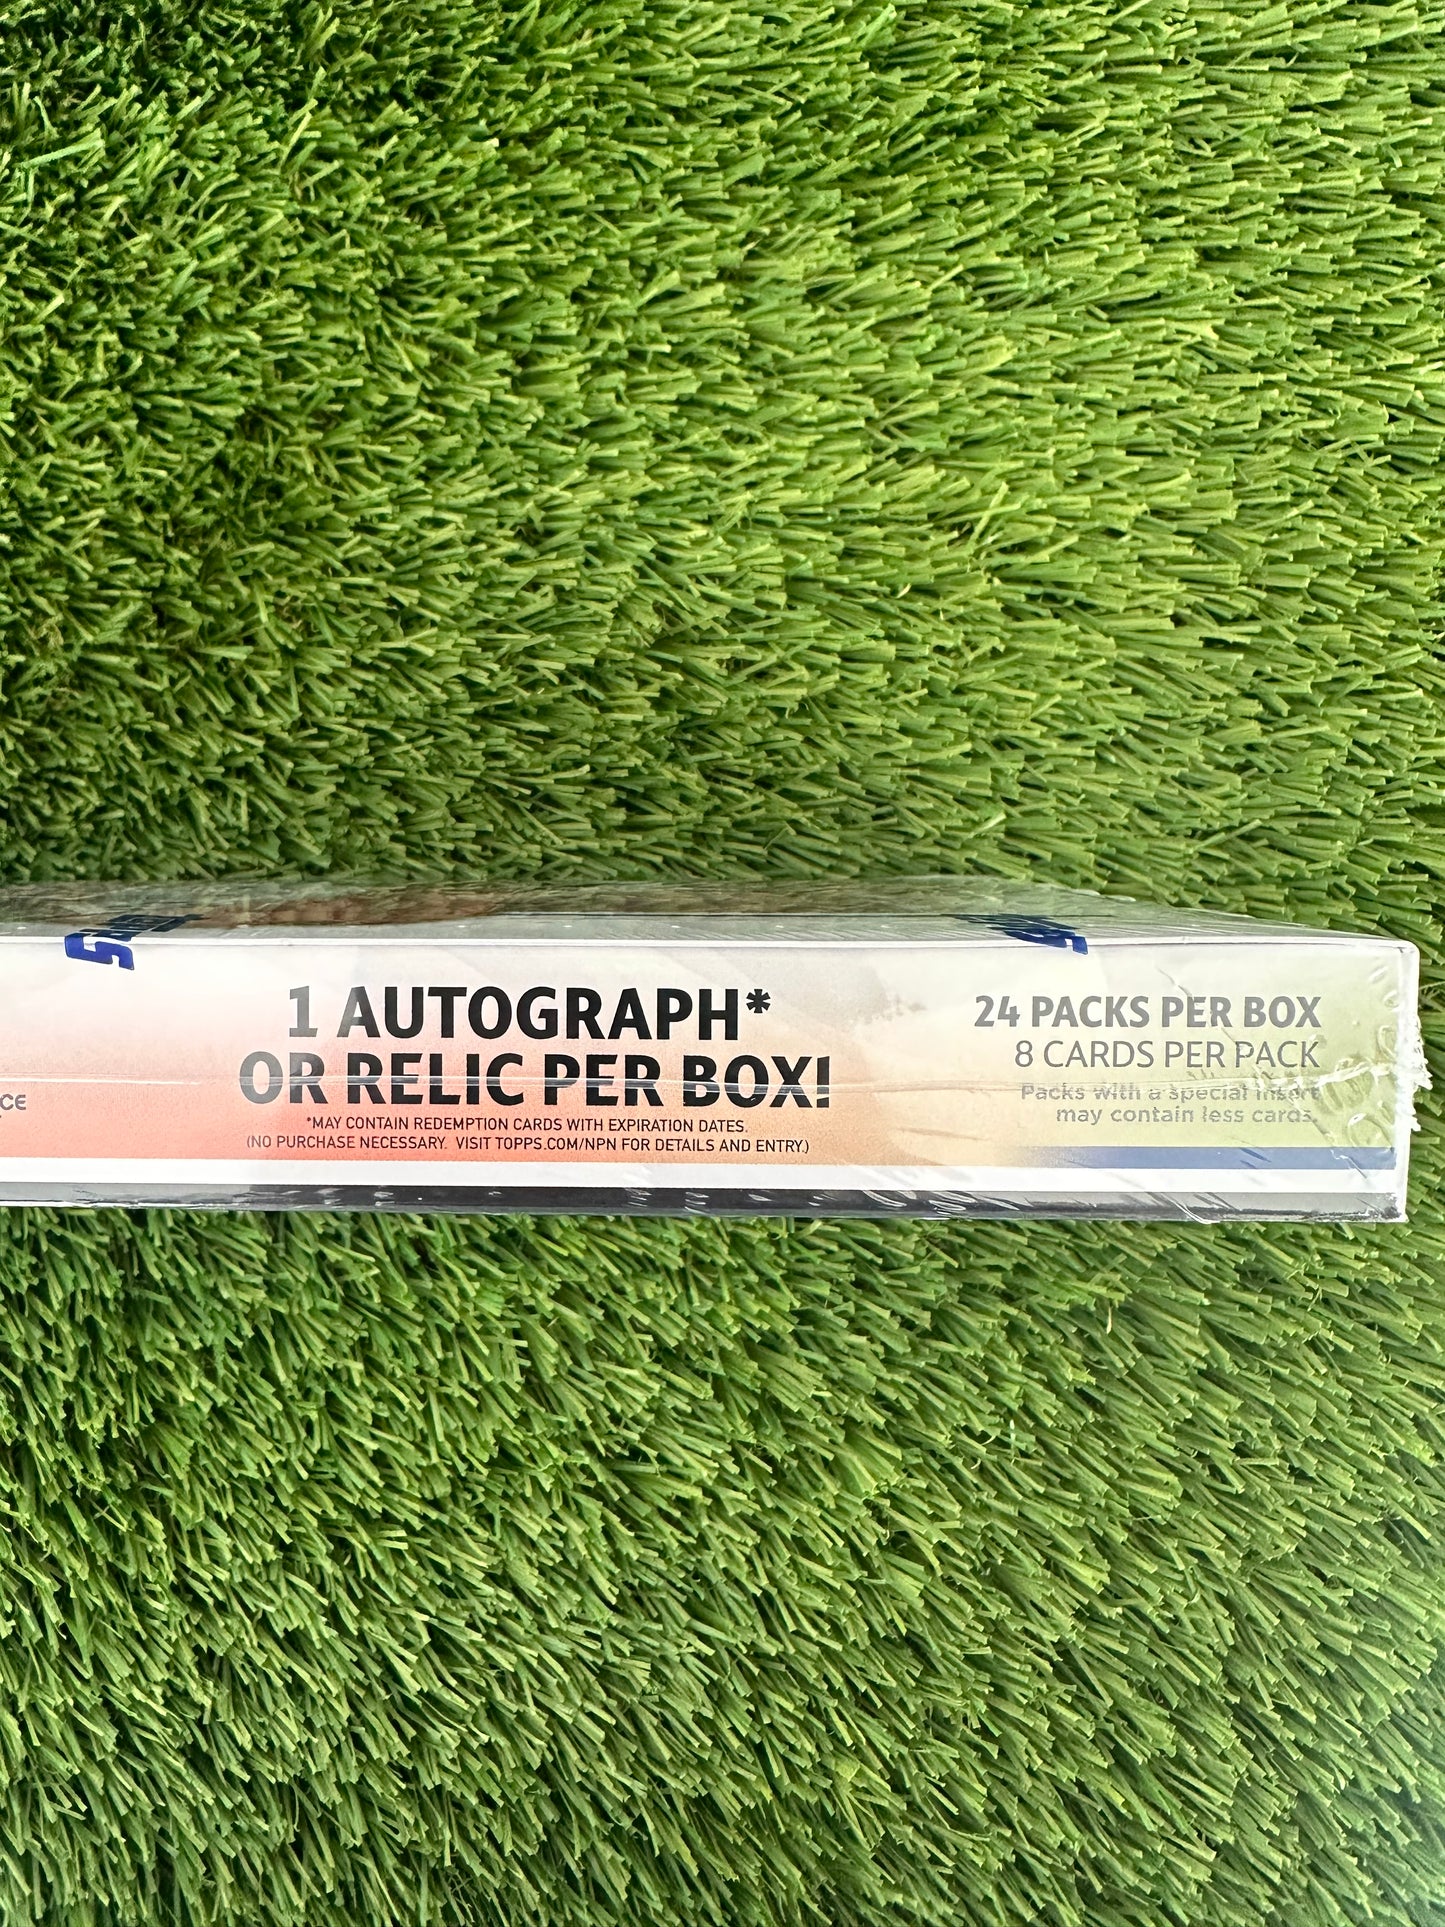 1 AUTOGRAPH*
OR RELIC PER BOX!
*MAY CONTAIN REDEMPTION CARDS WITH EXPIRATION DATES.
(NO PURCHASE NECESSARY. VISIT TOPPS.COM/NPN FOR DETAILS AND ENTRY.)
24 PACKS PER BOX
8 CARDS PER PACK
Packs with a special insert
may contain less cards.
CE